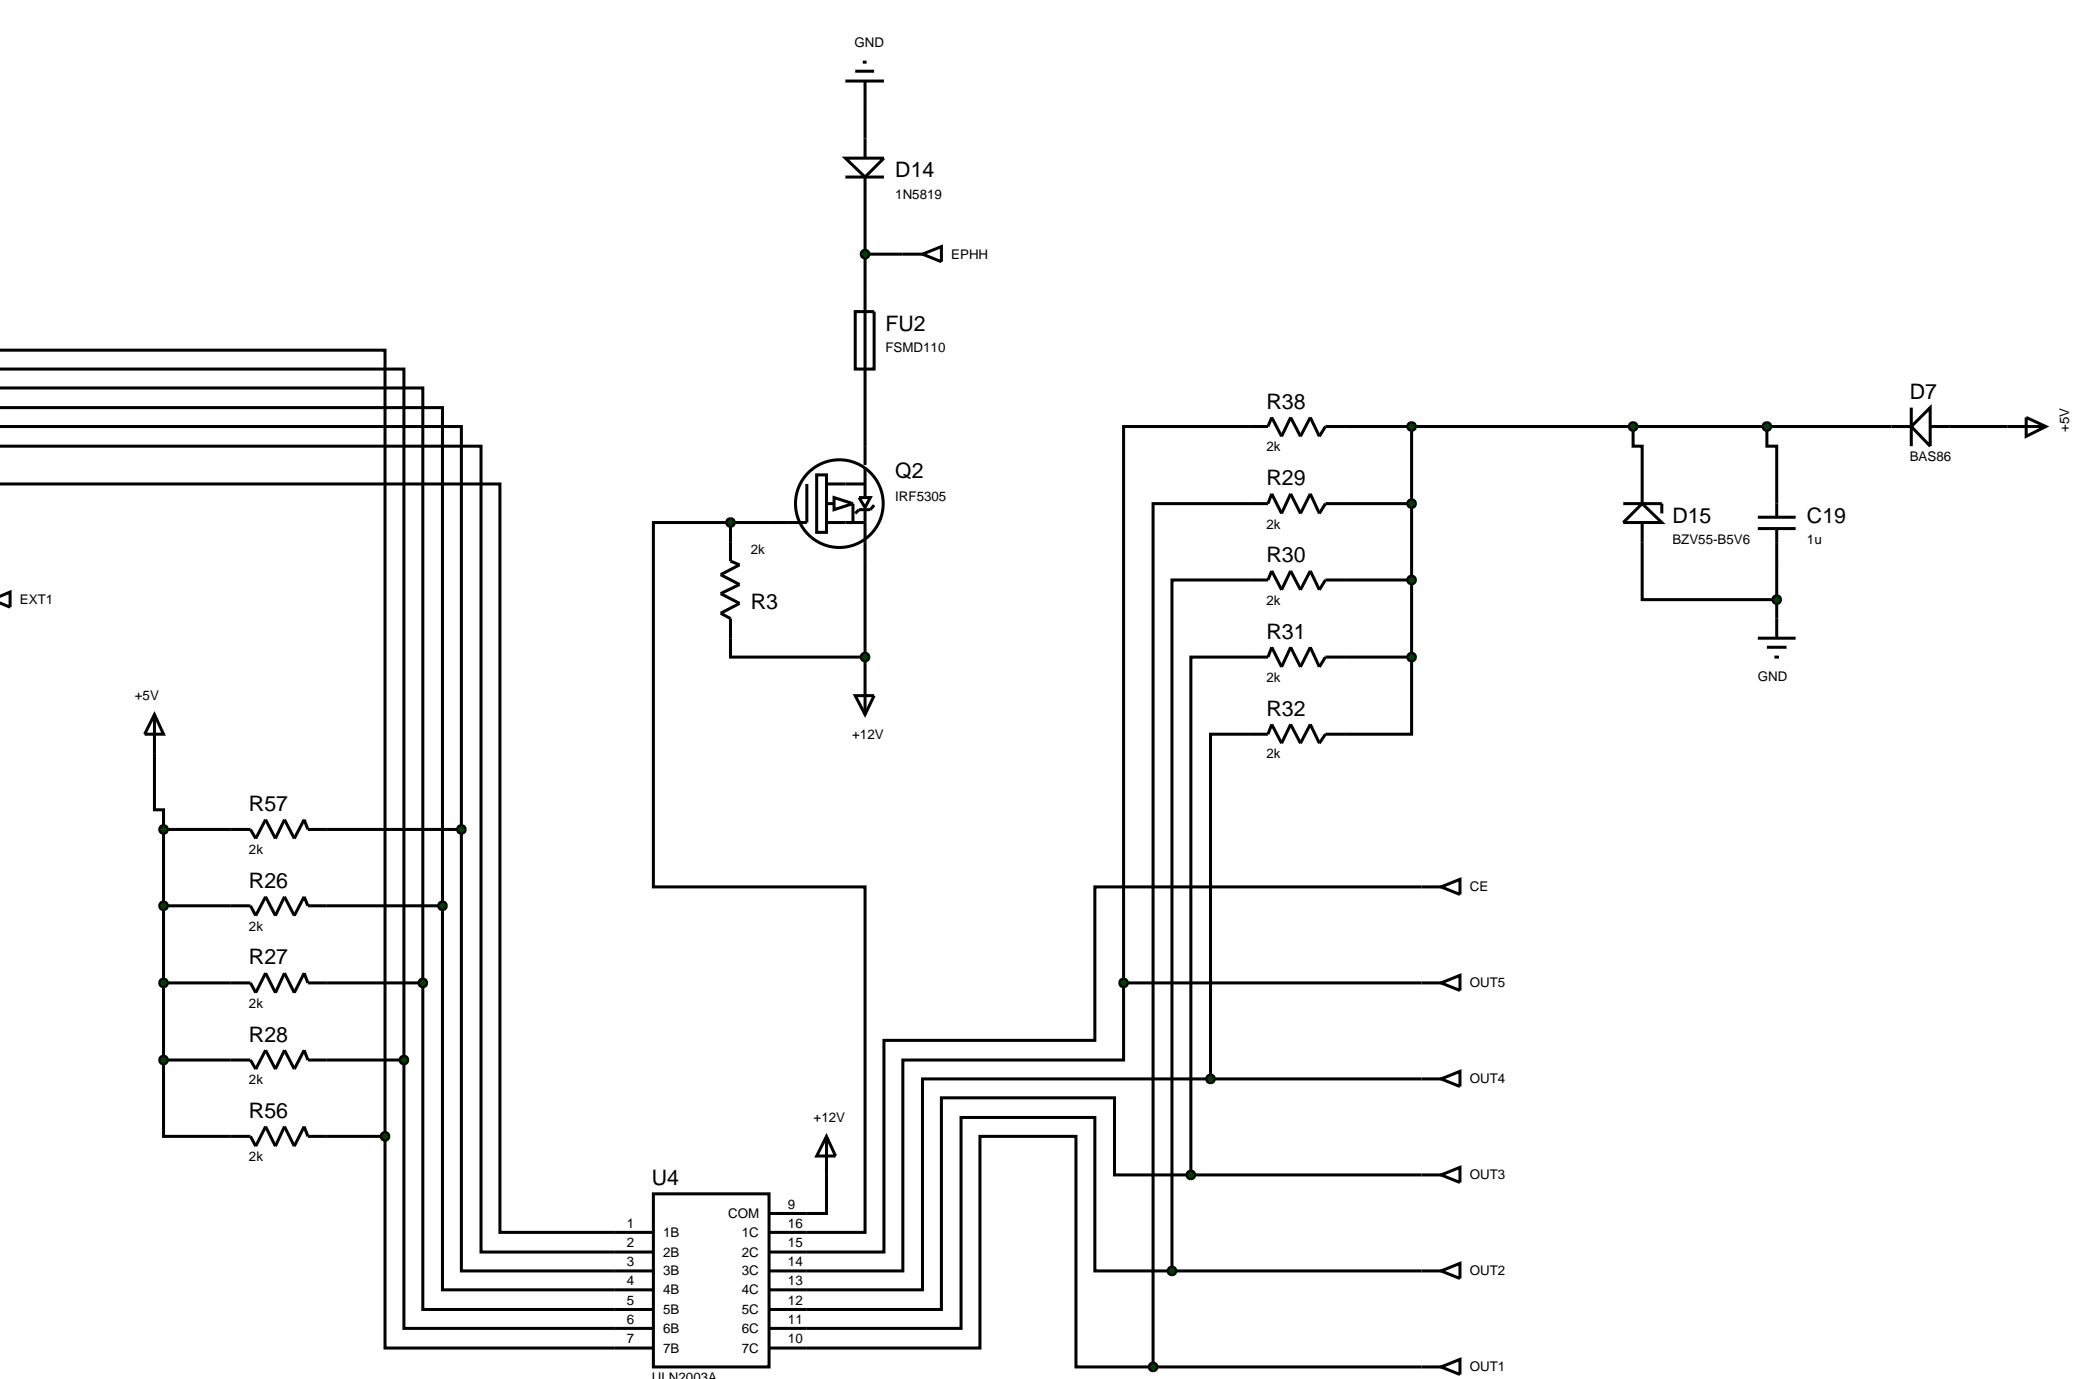 GND
D14
1N5819
EPHH
FU2
FSMD110
Q2
IRF5305
2k
R3
+12V
EXT1
+5V
R57
2k
R26
2k
R27
2k
R28
2k
R56
2k
R38
2k
R29
2k
R30
2k
R31
2k
R32
2k
D7
BAS86
+5V
D15
BZV55-B5V6
C19
1u
GND
CE
OUT5
OUT4
OUT3
OUT2
OUT1
+12V
U4
COM 9
1 1B 1C 16
2 2B 2C 15
3 3B 3C 14
4 4B 4C 13
5 5B 5C 12
6 6B 6C 11
7 7B 7C 10
ULN2003A